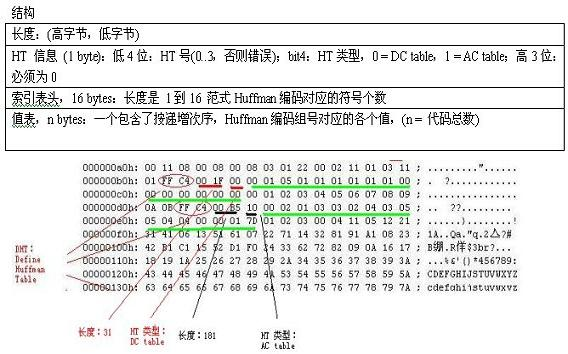 结构
长度：(高字节，低字节)
HT 信息 (1 byte)：低 4 位：HT 号(0..3，否则错误)；bit4：HT 类型，0 = DC table，1 = AC table；高 3 位：
必须为 0
索引表头，16 bytes：长度是 1 到 16 范式 Huffman 编码对应的符号个数
值表，n bytes：一个包含了按递增次序，Huffman 编码组号对应的各个值，(n = 代码总数)
000000a0h: 00 11 08 00 08 00 08 03 01 22 00 02 11 01 03 11 ; ........."......
000000b0h: 01 FF C4 00 1F 00 00 01 05 01 01 01 01 01 01 00 ; . ?............
000000c0h: 00 00 00 00 00 00 00 01 02 03 04 05 06 07 08 09 ; ................
000000d0h: 0A 0B FF C4 00 B5 10 00 02 01 03 03 02 04 03 05 ; .. ??..........
000000e0h: 05 04 04 00 00 01 7D 01 02 03 00 04 11 05 12 21 ; ......}........!
000000f0h: 31 41 06 13 51 61 07 22 71 14 32 81 91 A1 08 23 ; 1A..Qa."q.2.?#
00000100h: 42 B1 C1 15 52 D1 F0 24 33 62 72 82 09 0A 16 17 ; B
00000110h: 18 19 1A 25 26 27 28 29 2A 34 35 36 37 38 39 3A ; ...%&'()*456789:
00000120h: 43 44 45 46 47 48 49 4A 53 54 55 56 57 58 59 5A ; CDEFGHIJSTUVWXYZ
00000130h: 63 64 65 66 67 68 69 6A 73 74 75 76 77 78 79 7A ; cdefghijstuvwxyz
DHT：
Define
Huffman
Table
长度：31
HT 类型：
DC table
长度：181
HT 类型：
AC table